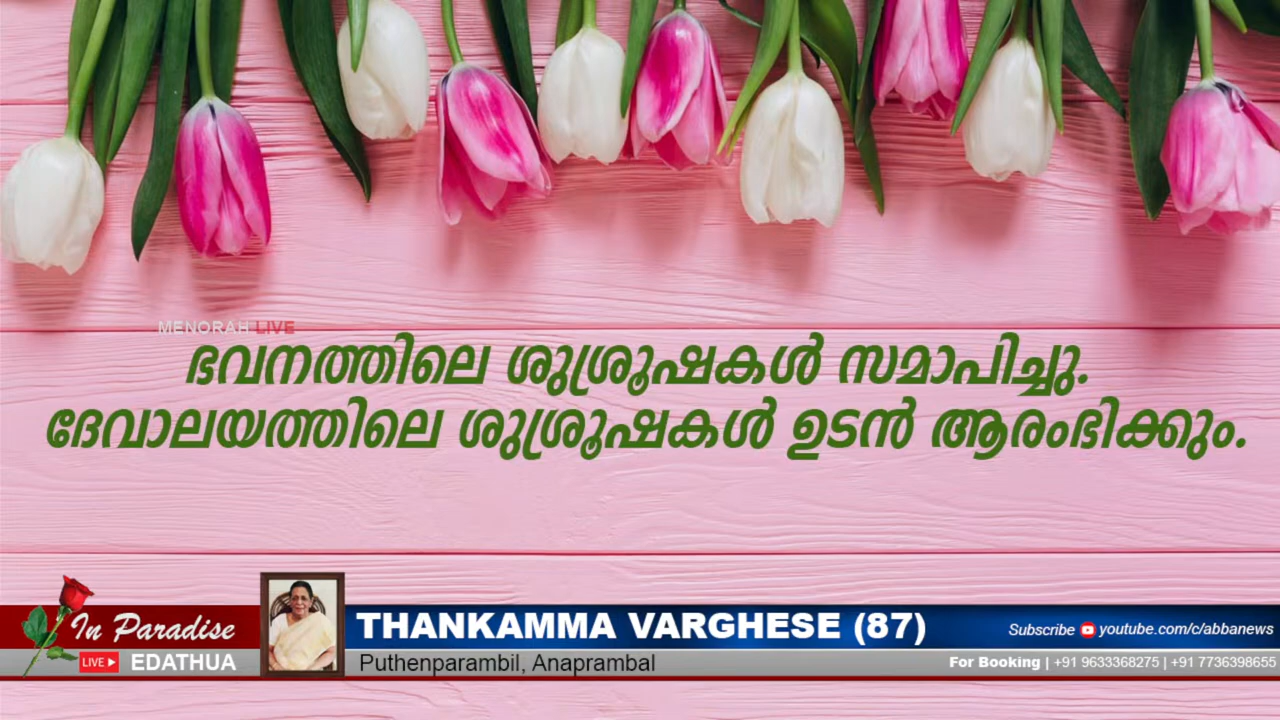 MENORAH LIVE
ഭവനത്തിലെ ശുശ്രൂഷകൾ സമാപിച്ചു.
ദേവാലയത്തിലെ ശുശ്രൂഷകൾ ഉടൻ ആരംഭിക്കും.
In Paradise
THANKAMMA VARGHESE (87)
Subscribe youtube.com/c/abbanews
LIVE EDATHUA
Puthenparambil, Anaprambal
For Booking | +91 9633368275 | +91 7736398655